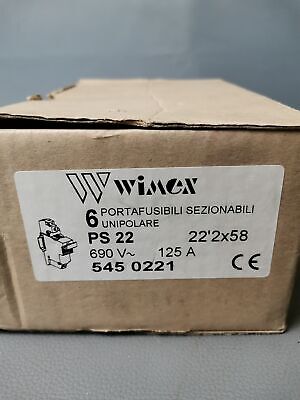 Wimex
6 PORTAFUSIBILI SEZIONABILI
UNIPOLARE
PS 22 22'2x58
690 V~ 125 A
545 0221 CE